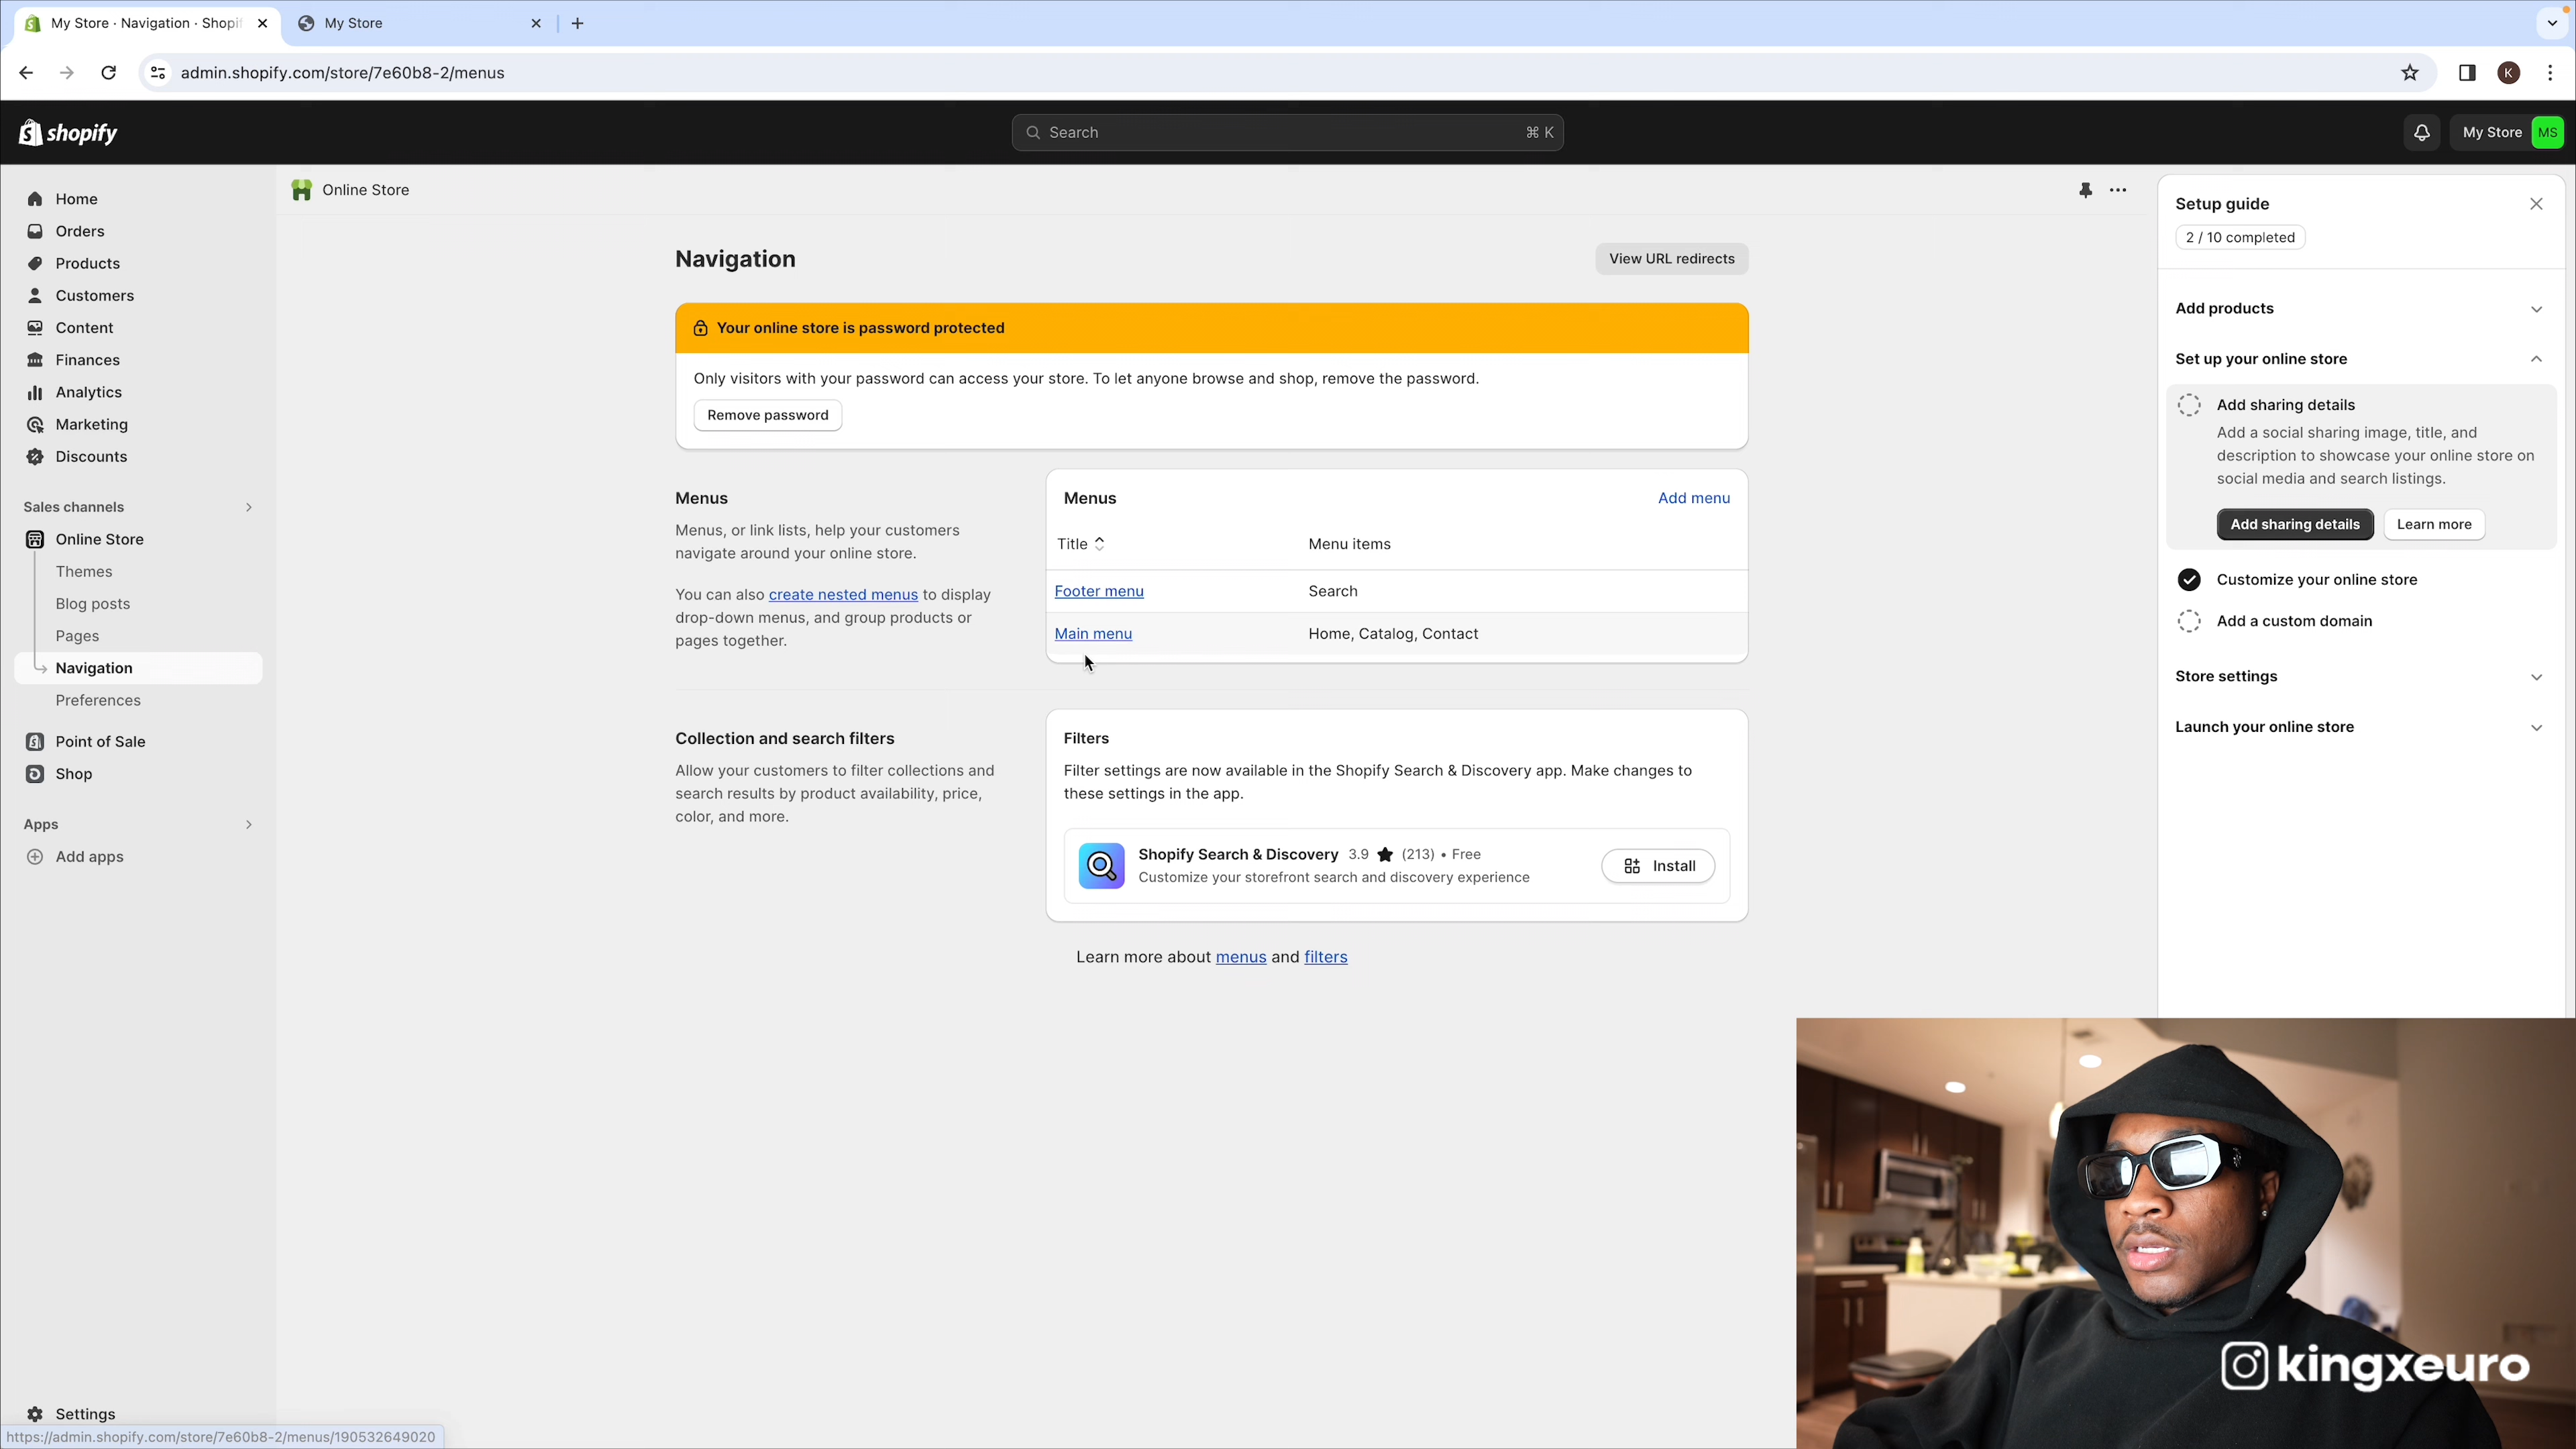 My Store · Navigation · Shopif
My Store
admin.shopify.com/store/7e60b8-2/menus
shopify
Search
⌘ K
My Store
MS
K
Home
Orders
Products
Customers
Content
Finances
Analytics
Marketing
Discounts
Sales channels
Online Store
Themes
Blog posts
Pages
Navigation
Preferences
Point of Sale
Shop
Apps
Add apps
Settings
https://admin.shopify.com/store/7e60b8-2/menus/190532649020
Online Store
Navigation
View URL redirects
Your online store is password protected
Only visitors with your password can access your store. To let anyone browse and shop, remove the password.
Remove password
Menus
Menus, or link lists, help your customers
navigate around your online store.
You can also create nested menus to display
drop-down menus, and group products or
pages together.
Menus
Add menu
Title
Menu items
Footer menu
Search
Main menu
Home, Catalog, Contact
Collection and search filters
Allow your customers to filter collections and
search results by product availability, price,
color, and more.
Filters
Filter settings are now available in the Shopify Search & Discovery app. Make changes to
these settings in the app.
Shopify Search & Discovery 3.9 ★ (213) • Free
Customize your storefront search and discovery experience
Install
Learn more about menus and filters
Setup guide
2 / 10 completed
Add products
Set up your online store
Add sharing details
Add a social sharing image, title, and
description to showcase your online store on
social media and search listings.
Add sharing details
Learn more
Customize your online store
Add a custom domain
Store settings
Launch your online store
kingxeuro